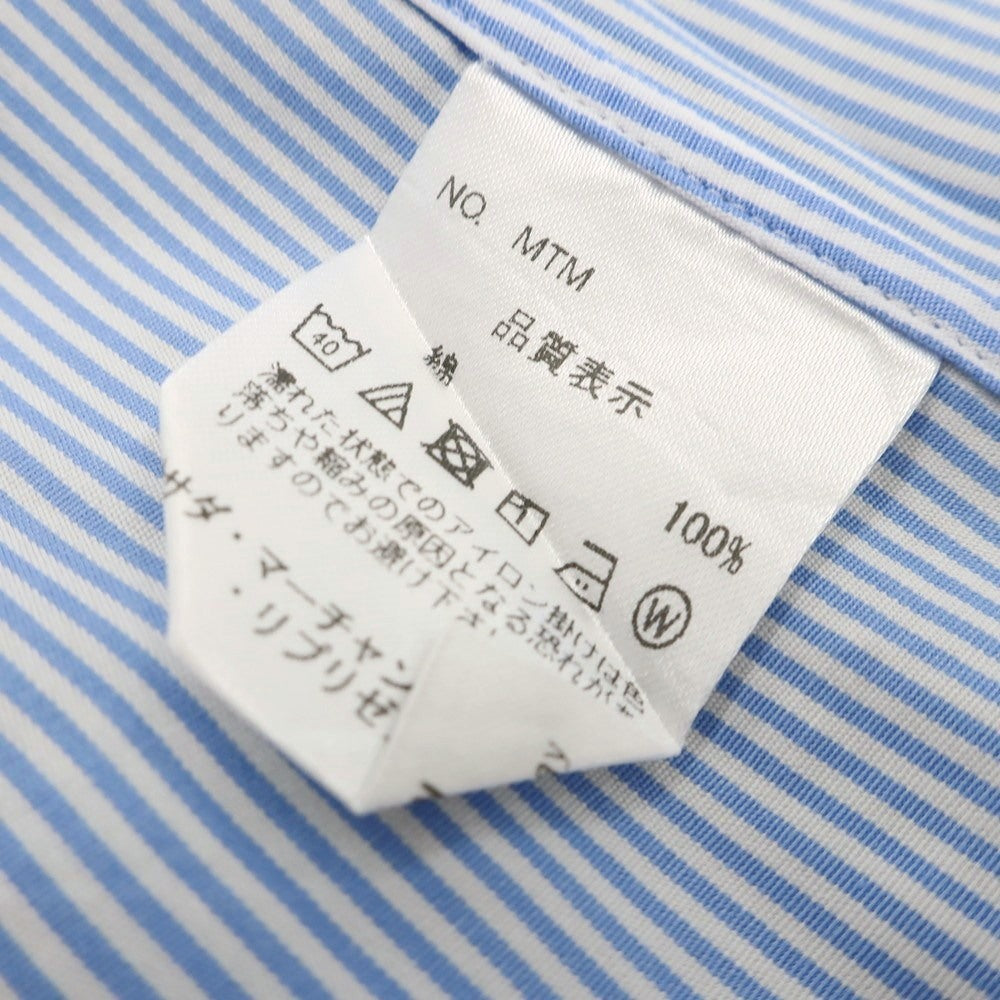 NO. MTM
品質表示
綿 100%
40
W
濡れた状態でのアイロン掛けは色
落ちや縮みの原因となる恐れがあ
りますのでお避け下さい
サダ・マーチャン
・リプリゼ